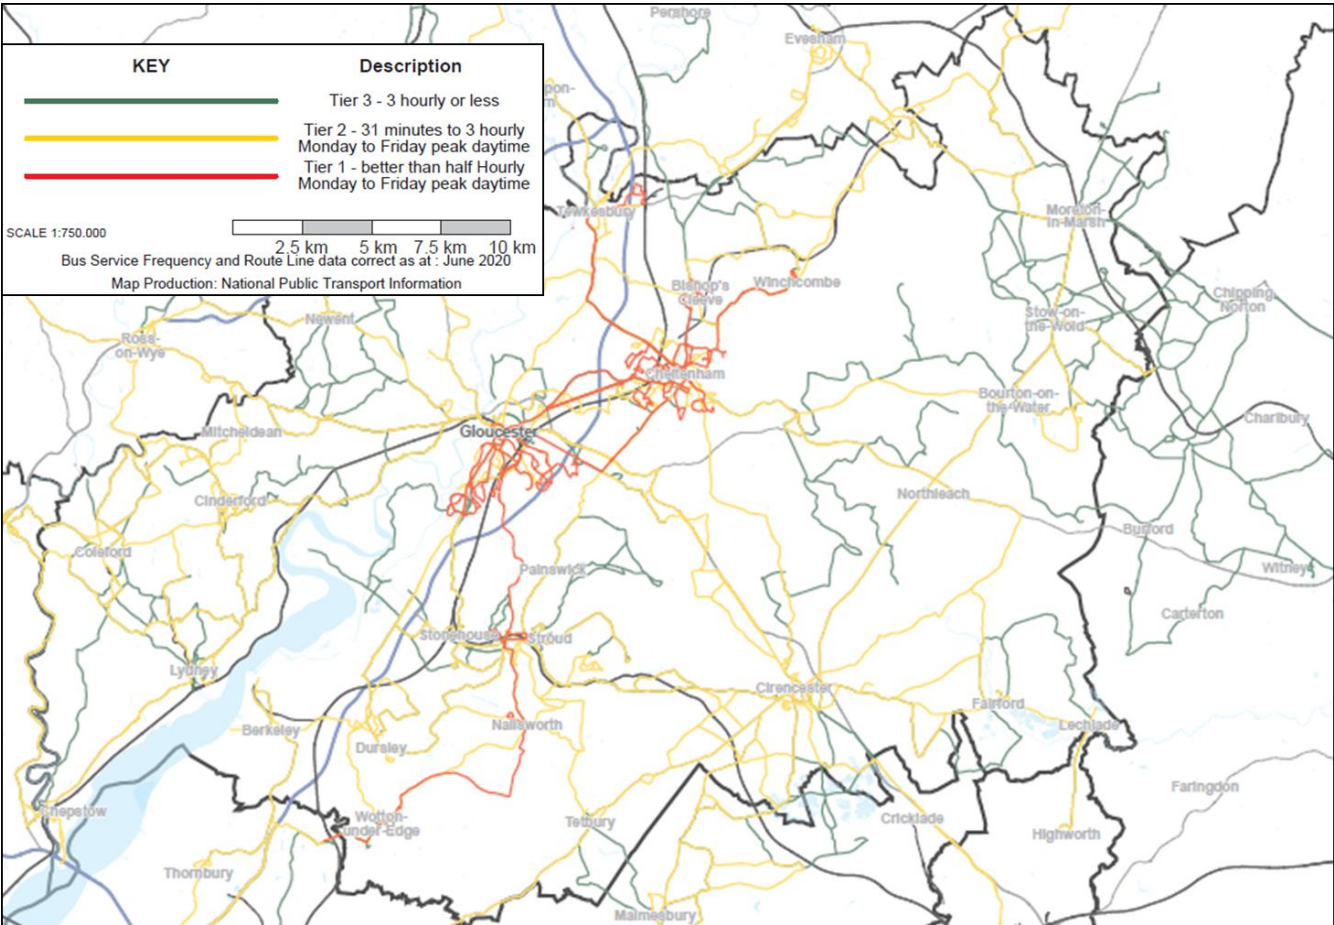 KEY
Description
Tier 3 - 3 hourly or less
Tier 2 - 31 minutes to 3 hourly
Monday to Friday peak daytime
Tier 1 - better than half Hourly
Monday to Friday peak daytime
SCALE 1:750.000
2.5 km 5 km 7.5 km 10 km
Bus Service Frequency and Route Line data correct as at : June 2020
Map Production: National Public Transport Information
Pershore
Evesham
Tewkesbury
Moreton-
in-Marsh
Bishop's
Cleeve
Winchcombe
Chipping
Norton
Newent
Stow-on-
the-Wold
Ross-
on-Wye
Cheltenham
Bourton-on-
the-Water
Charlbury
Mitcheldean
Gloucester
Cinderford
Northleach
Burford
Coleford
Painswick
Witney
Carterton
Stonehouse
Stroud
Lydney
Cirencester
Fairford
Lechlade
Berkeley
Nailsworth
Dursley
Faringdon
Chepstow
Wotton-
under-Edge
Tetbury
Cricklade
Highworth
Thornbury
Malmesbury